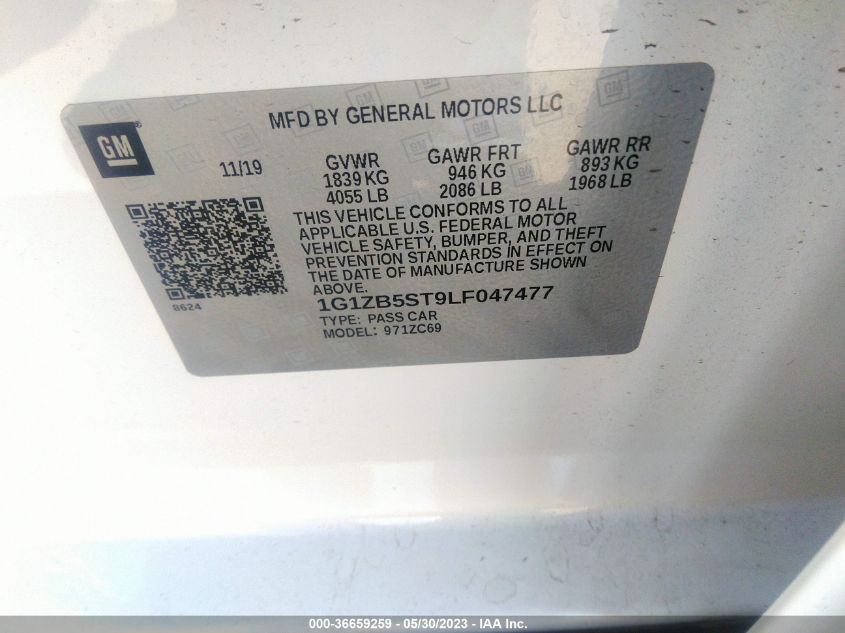 MFD BY GENERAL MOTORS LLC
GM
11/19
GVWR
1839 KG
4055 LB
GAWR FRT
946 KG
2086 LB
GAWR RR
893 KG
1968 LB
THIS VEHICLE CONFORMS TO ALL
APPLICABLE U.S. FEDERAL MOTOR
VEHICLE SAFETY, BUMPER, AND THEFT
PREVENTION STANDARDS IN EFFECT ON
THE DATE OF MANUFACTURE SHOWN
ABOVE.
8624
1G1ZB5ST9LF047477
TYPE: PASS CAR
MODEL: 971ZC69
000-36659259 - 05/30/2023 - IAA Inc.